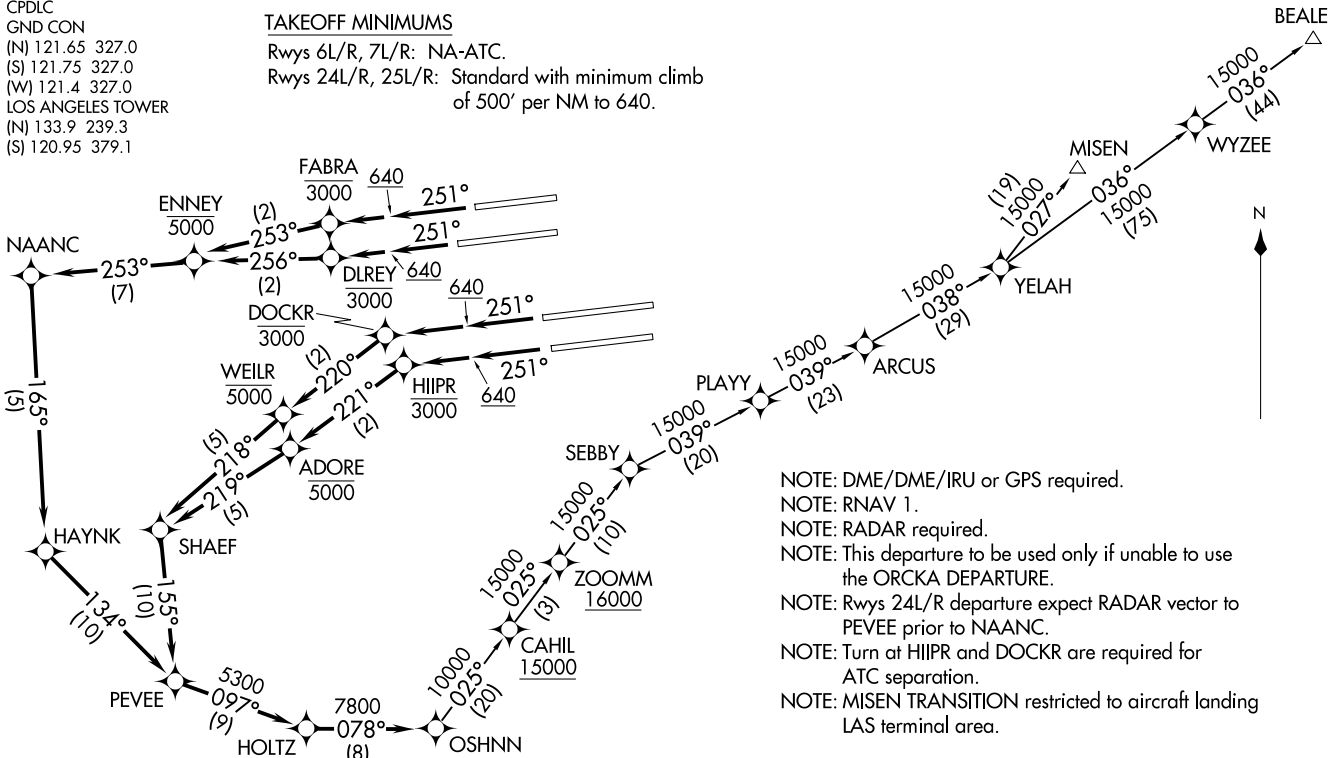 CPDLC
GND CON
(N) 121.65 327.0
(S) 121.75 327.0
(W) 121.4 327.0
LOS ANGELES TOWER
(N) 133.9 239.3
(S) 120.95 379.1
TAKEOFF MINIMUMS
Rwys 6L/R, 7L/R: NA-ATC.
Rwys 24L/R, 25L/R: Standard with minimum climb
of 500' per NM to 640.
BEALE
15000
036°
(44)
WYZEE
MISEN
(19)
15000
027°
036°
15000
(75)
N
YELAH
15000
038°
(29)
ARCUS
15000
039°
(23)
PLAYY
15000
039°
(20)
SEBBY
15000
025°
(10)
ZOOMM
16000
15000
025°
(3)
CAHIL
15000
10000
025°
(20)
OSHNN
7800
078°
(8)
HOLTZ
5300
097°
(9)
PEVEE
FABRA
3000
640
251°
ENNEY
5000
(2)
253°
251°
640
256°
(2)
DLREY
3000
NAANC
253°
(7)
DOCKR
3000
640
251°
(2)
220°
WEILR
5000
HIIPR
3000
640
251°
221°
(2)
ADORE
5000
(5)
218°
219°
(5)
165°
(5)
HAYNK
SHAEF
134°
(10)
155°
(10)
NOTE: DME/DME/IRU or GPS required.
NOTE: RNAV 1.
NOTE: RADAR required.
NOTE: This departure to be used only if unable to use
the ORCKA DEPARTURE.
NOTE: Rwys 24L/R departure expect RADAR vector to
PEVEE prior to NAANC.
NOTE: Turn at HIIPR and DOCKR are required for
ATC separation.
NOTE: MISEN TRANSITION restricted to aircraft landing
LAS terminal area.